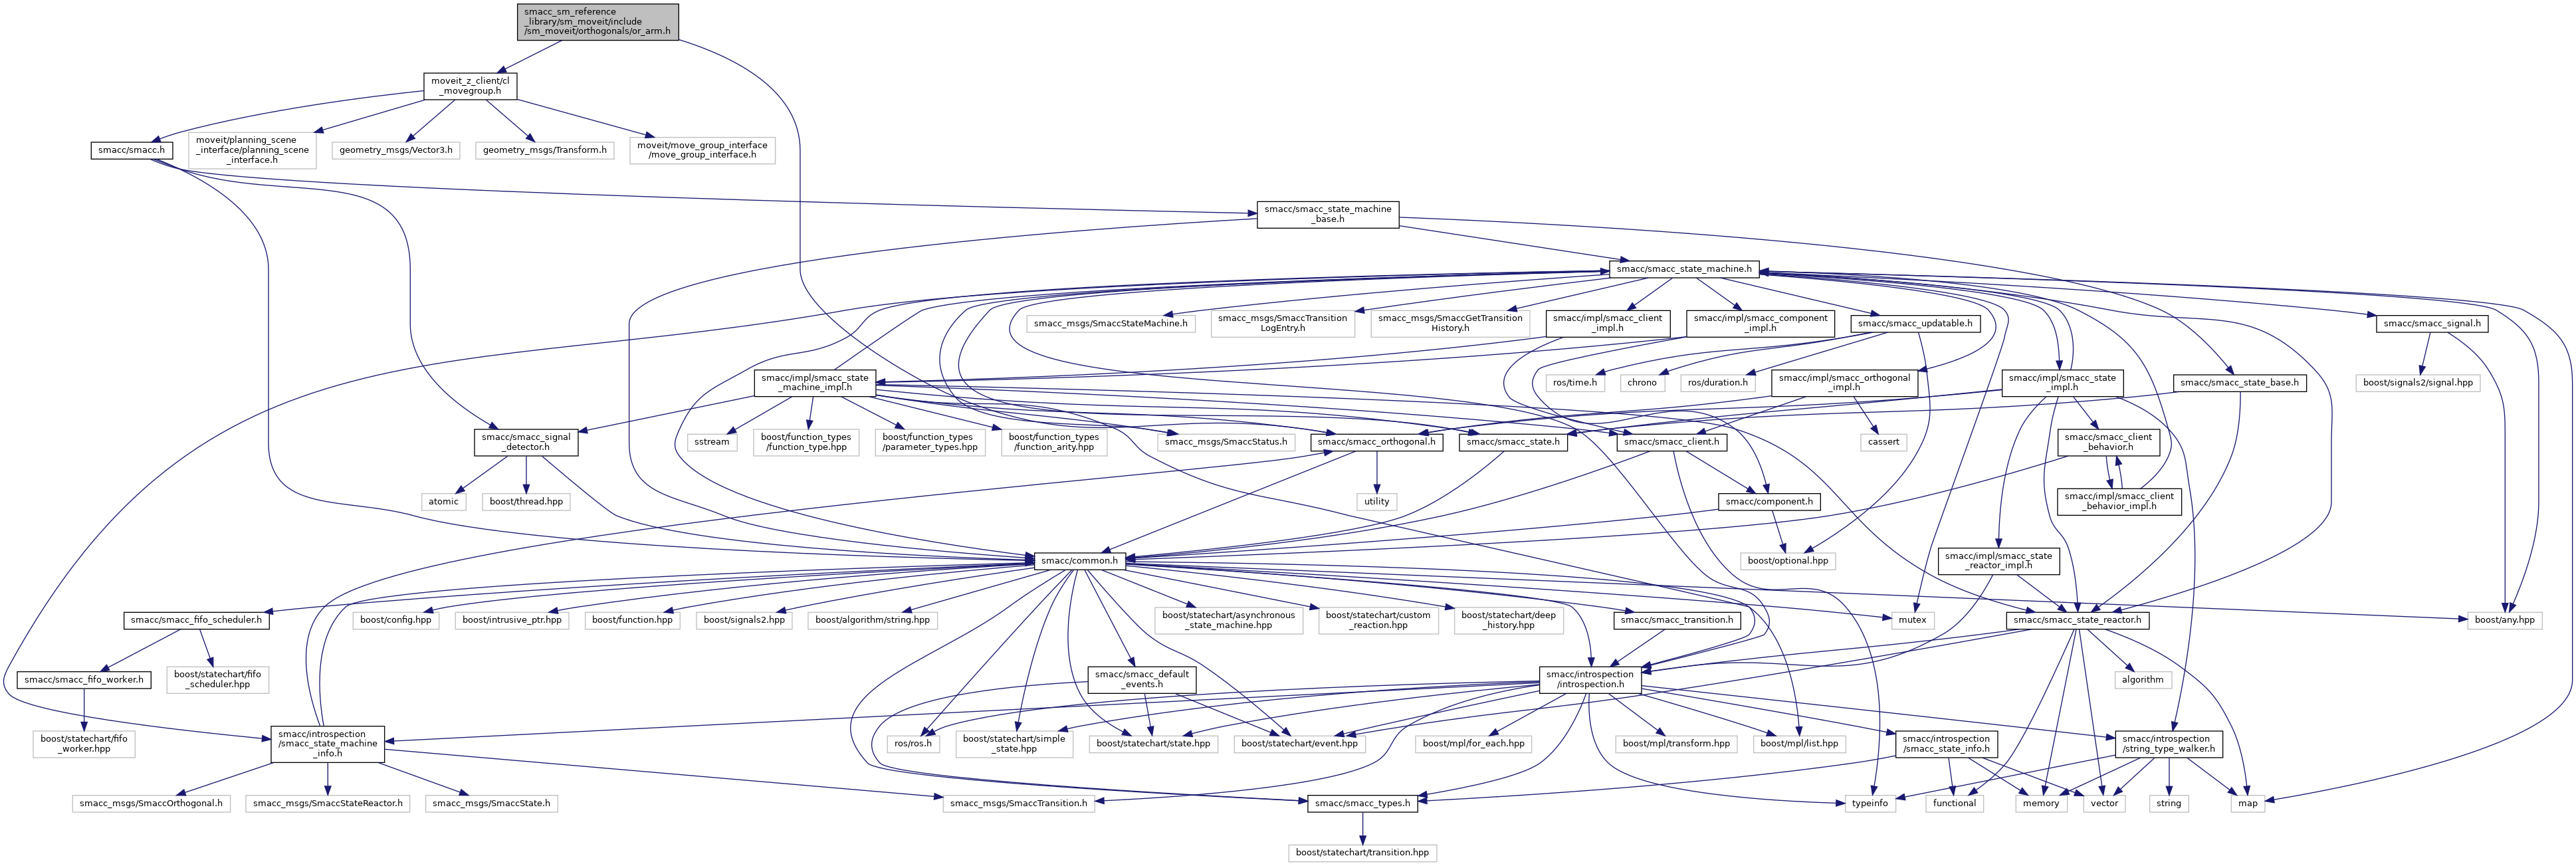 smacc_sm_reference
_library/sm_moveit/include
/sm_moveit/orthogonals/or_arm.h
moveit_z_client/cl
_movegroup.h
smacc/smacc.h
moveit/planning_scene
_interface/planning_scene
_interface.h
geometry_msgs/Vector3.h
geometry_msgs/Transform.h
moveit/move_group_interface
/move_group_interface.h
smacc/smacc_state_machine
_base.h
smacc/smacc_state_machine.h
smacc_msgs/SmaccStateMachine.h
smacc_msgs/SmaccTransition
LogEntry.h
smacc_msgs/SmaccGetTransition
History.h
smacc/impl/smacc_client
_impl.h
smacc/impl/smacc_component
_impl.h
smacc/smacc_updatable.h
smacc/smacc_signal.h
smacc/impl/smacc_state
_machine_impl.h
ros/time.h
chrono
ros/duration.h
smacc/impl/smacc_orthogonal
_impl.h
smacc/impl/smacc_state
_impl.h
smacc/smacc_state_base.h
boost/signals2/signal.hpp
smacc/smacc_signal
_detector.h
sstream
boost/function_types
/function_type.hpp
boost/function_types
/parameter_types.hpp
boost/function_types
/function_arity.hpp
smacc_msgs/SmaccStatus.h
smacc/smacc_orthogonal.h
smacc/smacc_state.h
smacc/smacc_client.h
cassert
smacc/smacc_client
_behavior.h
atomic
boost/thread.hpp
utility
smacc/component.h
smacc/impl/smacc_client
_behavior_impl.h
smacc/common.h
boost/optional.hpp
smacc/impl/smacc_state
_reactor_impl.h
smacc/smacc_fifo_scheduler.h
boost/config.hpp
boost/intrusive_ptr.hpp
boost/function.hpp
boost/signals2.hpp
boost/algorithm/string.hpp
boost/statechart/asynchronous
_state_machine.hpp
boost/statechart/custom
_reaction.hpp
boost/statechart/deep
_history.hpp
smacc/smacc_transition.h
mutex
smacc/smacc_state_reactor.h
boost/any.hpp
smacc/smacc_fifo_worker.h
boost/statechart/fifo
_scheduler.hpp
smacc/smacc_default
_events.h
smacc/introspection
/introspection.h
algorithm
boost/statechart/fifo
_worker.hpp
smacc/introspection
/smacc_state_machine
_info.h
ros/ros.h
boost/statechart/simple
_state.hpp
boost/statechart/state.hpp
boost/statechart/event.hpp
boost/mpl/for_each.hpp
boost/mpl/transform.hpp
boost/mpl/list.hpp
smacc/introspection
/smacc_state_info.h
smacc/introspection
/string_type_walker.h
smacc_msgs/SmaccOrthogonal.h
smacc_msgs/SmaccStateReactor.h
smacc_msgs/SmaccState.h
smacc_msgs/SmaccTransition.h
smacc/smacc_types.h
typeinfo
functional
memory
vector
string
map
boost/statechart/transition.hpp